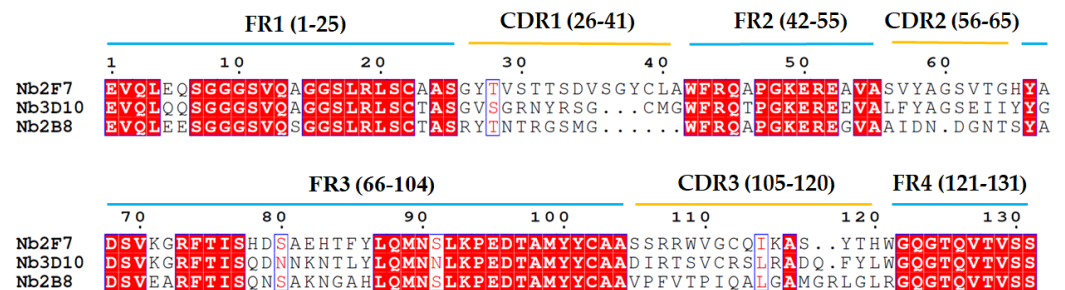 FR1 (1-25) CDR1 (26-41) FR2 (42-55) CDR2 (56-65)
1 10 20 30 40 50 60
Nb2F7 EVQLEQSGGGSVQAGGSLRLSCAASGYTVSTTSDVSGYCLAWFRQAPGKEREAVASVYAGSVTGHYA
Nb3D10 EVQLQQSGGGSVQAGGSLRLSCTASGVSGRNYRSG...CMGWFRQTPGKEREEVALFYAGSEIIYYG
Nb2B8 EVQLEESGGGSVQSGGSLRLSCTASRYTNTRGSMG......WFRQAPGKEREGVAAIDN.DGNTSYA
FR3 (66-104) CDR3 (105-120) FR4 (121-131)
70 80 90 100 110 120 130
Nb2F7 DSVKGRFTISHDSAEHTFYLQMNSLKPEDTAMYYCAASSRRWVGCQIKAS..YTHWGQGTQVTVSS
Nb3D10 DSVKGRFTISQDNNKNTLYLQMNNLKPEDTAMYYCAADIRTSVCRSLRADQ.FYLWGQGTQVTVSS
Nb2B8 DSVEARFTISQNSAKNGAHLQMNSLKPEDTAMYYCAAVPFVTPIQALGAMGRLGLRGQGTQVTVSS